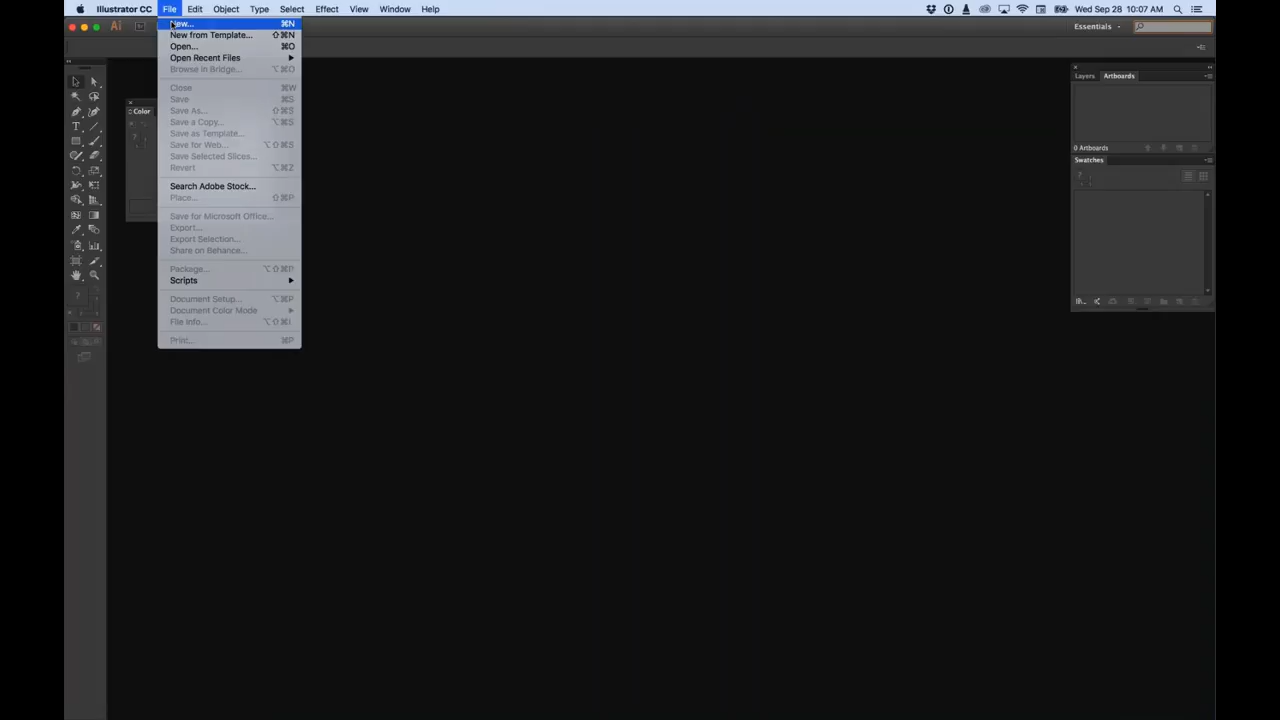 Illustrator CC File Edit Object Type Select Effect View Window Help Wed Sep 28 10:07 AM
Ai Essentials
New... ⌘N
New from Template... ⇧⌘N
Open... ⌘O
Open Recent Files
Browse in Bridge... ⌥⌘O
Close ⌘W
Save ⌘S
Save As... ⇧⌘S
Save a Copy... ⌥⌘S
Save as Template...
Save for Web... ⌥⇧⌘S
Save Selected Slices...
Revert ⌥⌘Z
Search Adobe Stock...
Place... ⇧⌘P
Save for Microsoft Office...
Export...
Export Selection...
Share on Behance...
Package... ⌥⇧⌘P
Scripts
Document Setup... ⌥⌘P
Document Color Mode
File Info... ⌥⇧⌘I
Print... ⌘P
Color
Layers Artboards
0 Artboards
Swatches